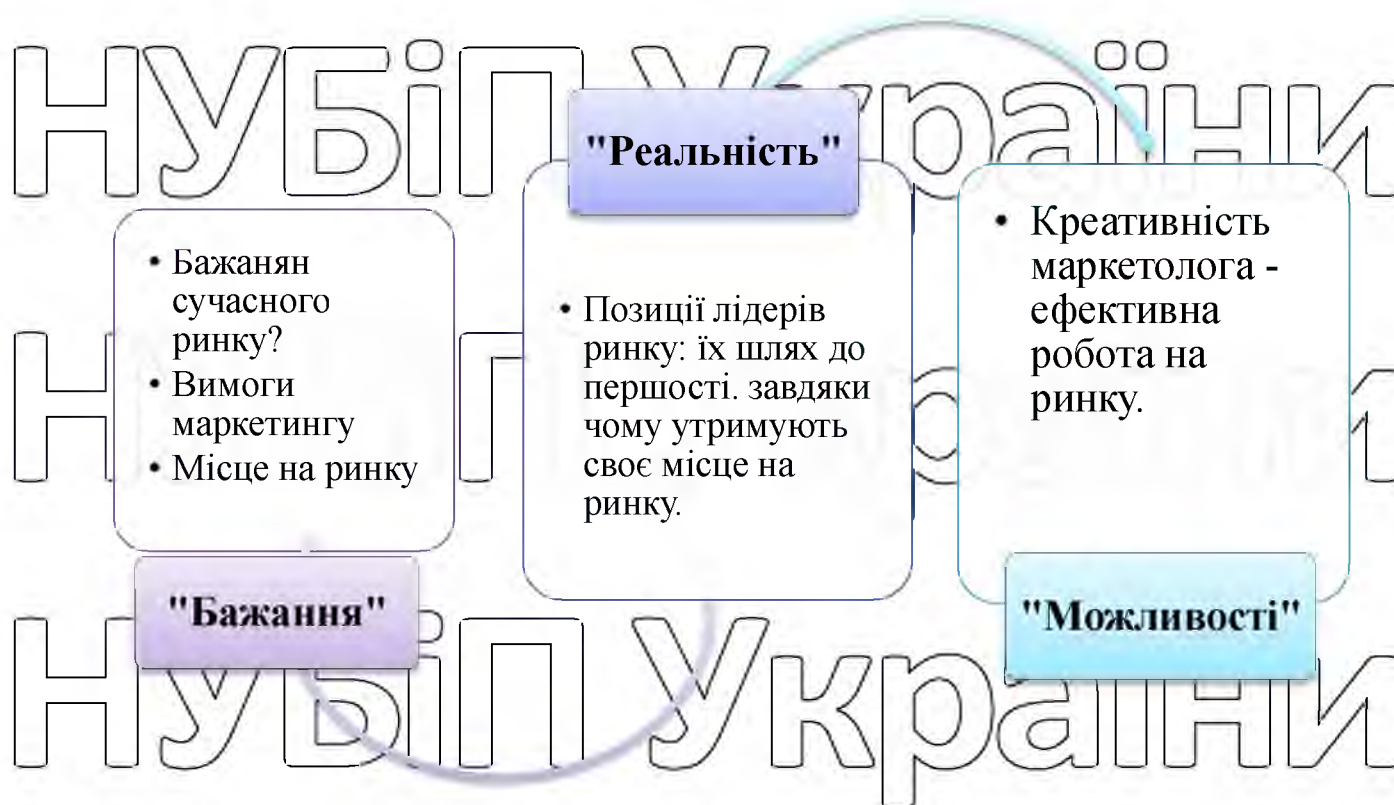 НУБіП України
• Бажанян
сучасного
ринку?
• Вимоги
маркетингу
• Місце на ринку
"Бажання"
"Реальність"
• Позиції лідерів
ринку: їх шлях до
першості. завдяки
чому утримують
своє місце на
ринку.
• Креативність
маркетолога -
ефективна
робота на
ринку.
"Можливості"
НУБіП України